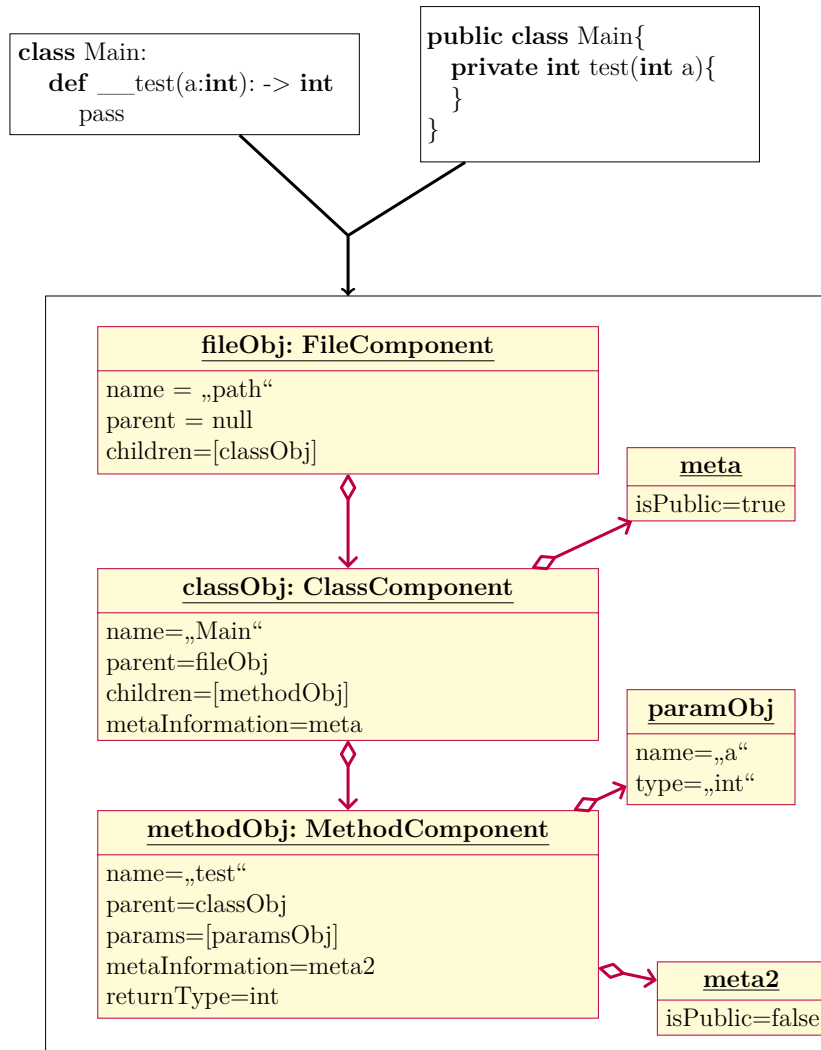 class Main:
def __test(a:int): -> int
pass
public class Main{
private int test(int a){
}
}
fileObj: FileComponent
name = „path“
parent = null
children=[classObj]
meta
isPublic=true
classObj: ClassComponent
name=„Main“
parent=fileObj
children=[methodObj]
metaInformation=meta
paramObj
name=„a“
type=„int“
methodObj: MethodComponent
name=„test“
parent=classObj
params=[paramsObj]
metaInformation=meta2
returnType=int
meta2
isPublic=false